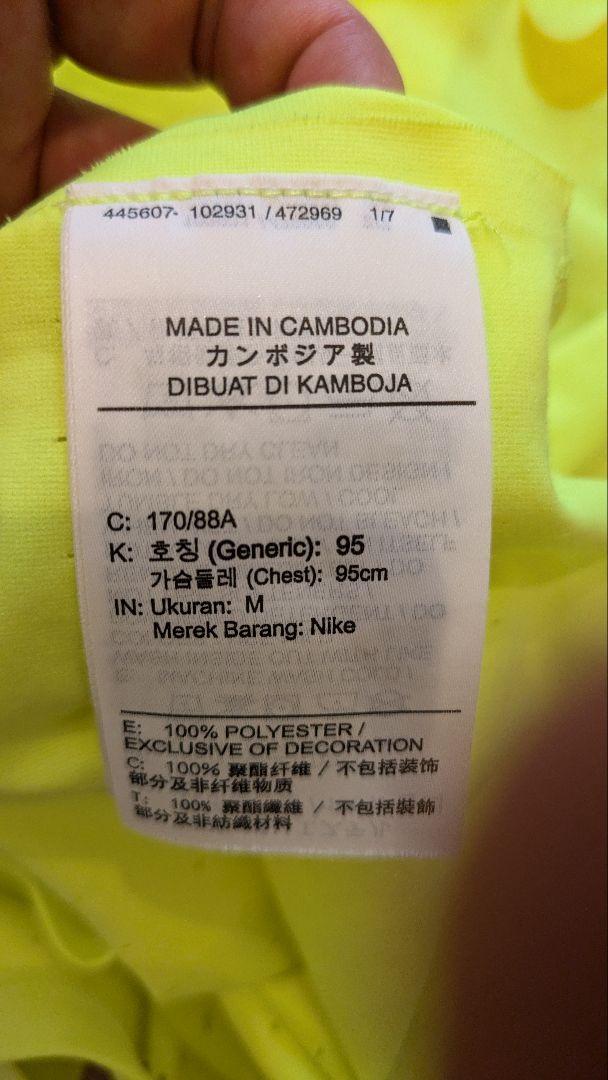 445607- 102931 / 472969 1/7
MADE IN CAMBODIA
カンボジア製
DIBUAT DI KAMBOJA
C: 170/88A
K: 호칭 (Generic): 95
가슴둘레 (Chest): 95cm
IN: Ukuran: M
Merek Barang: Nike
E: 100% POLYESTER /
EXCLUSIVE OF DECORATION
C: 100% 聚酯纤维 / 不包括装饰
部分及非纤维物质
T: 100% 聚酯纖維 / 不包括裝飾
部分及非紡織材料